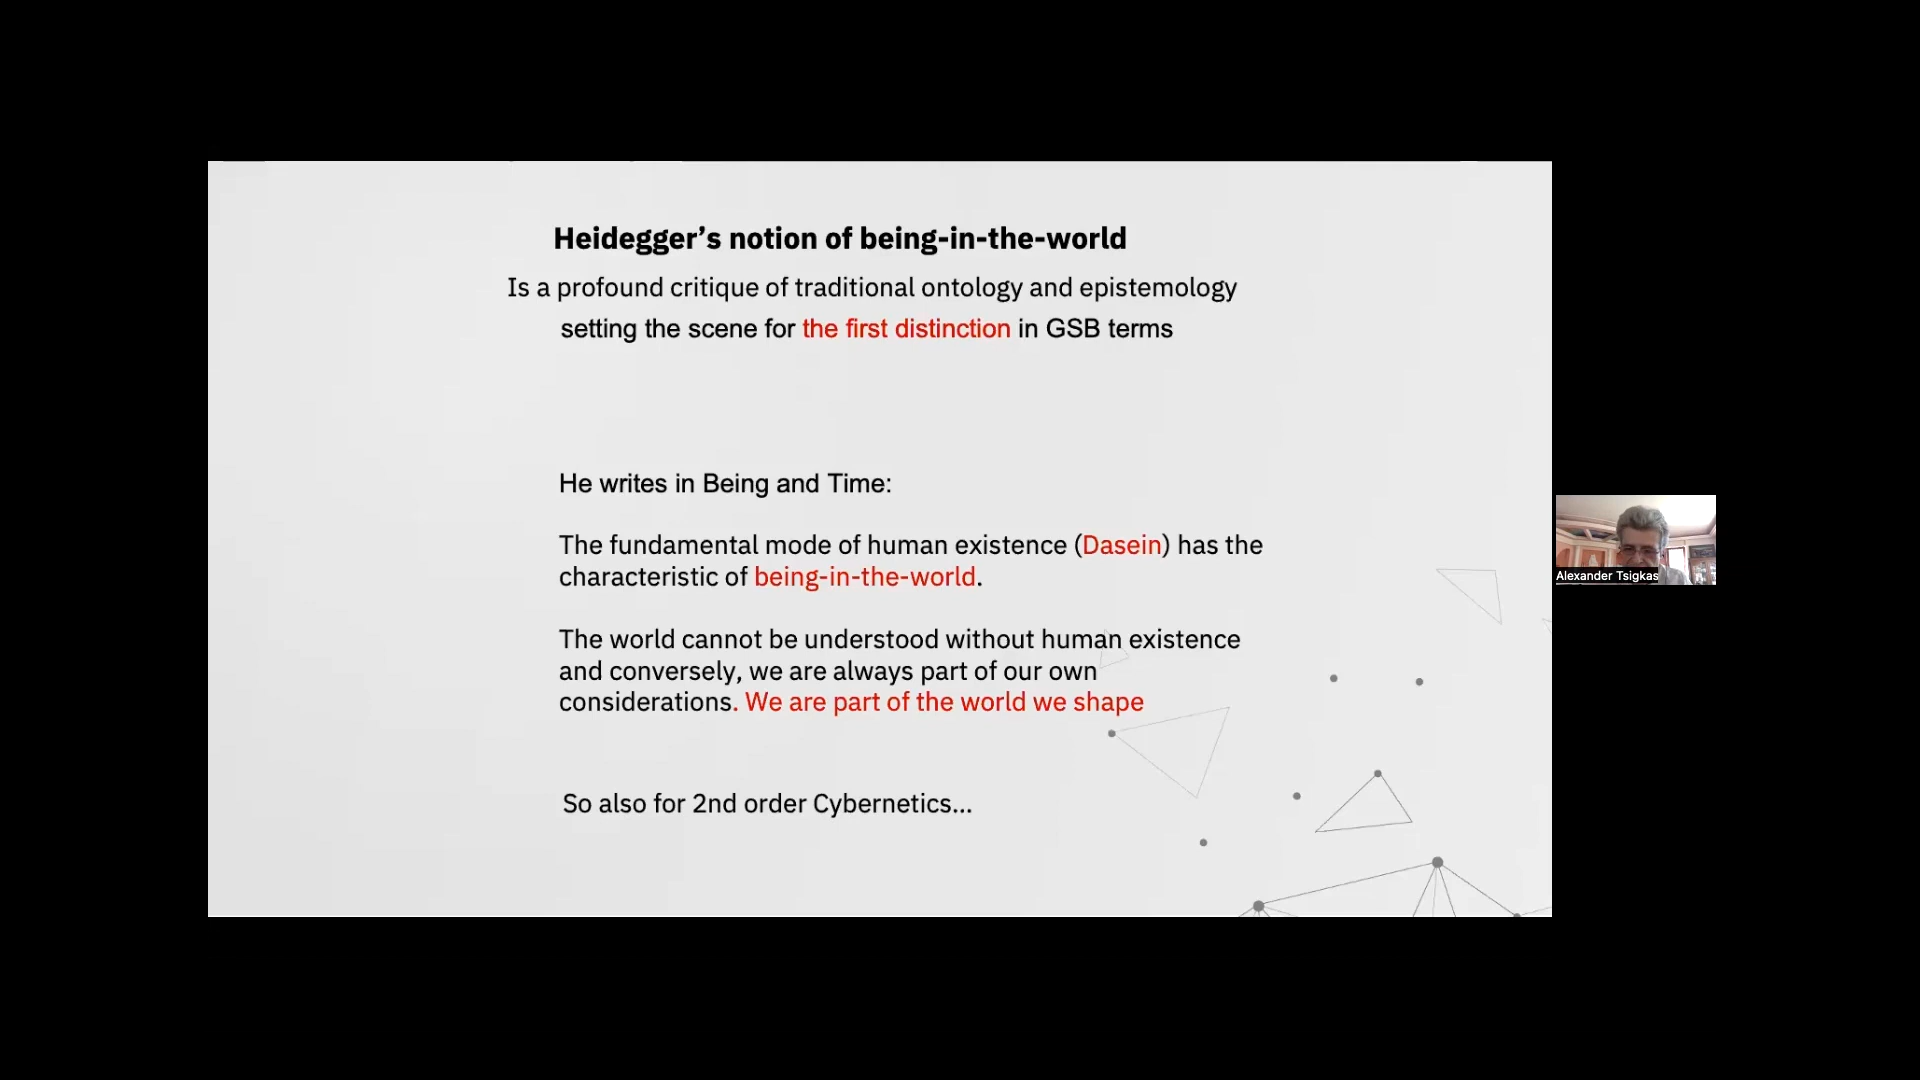 Heidegger’s notion of being-in-the-world
Is a profound critique of traditional ontology and epistemology
setting the scene for the first distinction in GSB terms
He writes in Being and Time:
The fundamental mode of human existence (Dasein) has the
characteristic of being-in-the-world.
The world cannot be understood without human existence
and conversely, we are always part of our own
considerations. We are part of the world we shape
So also for 2nd order Cybernetics...
Alexander Tsigkas